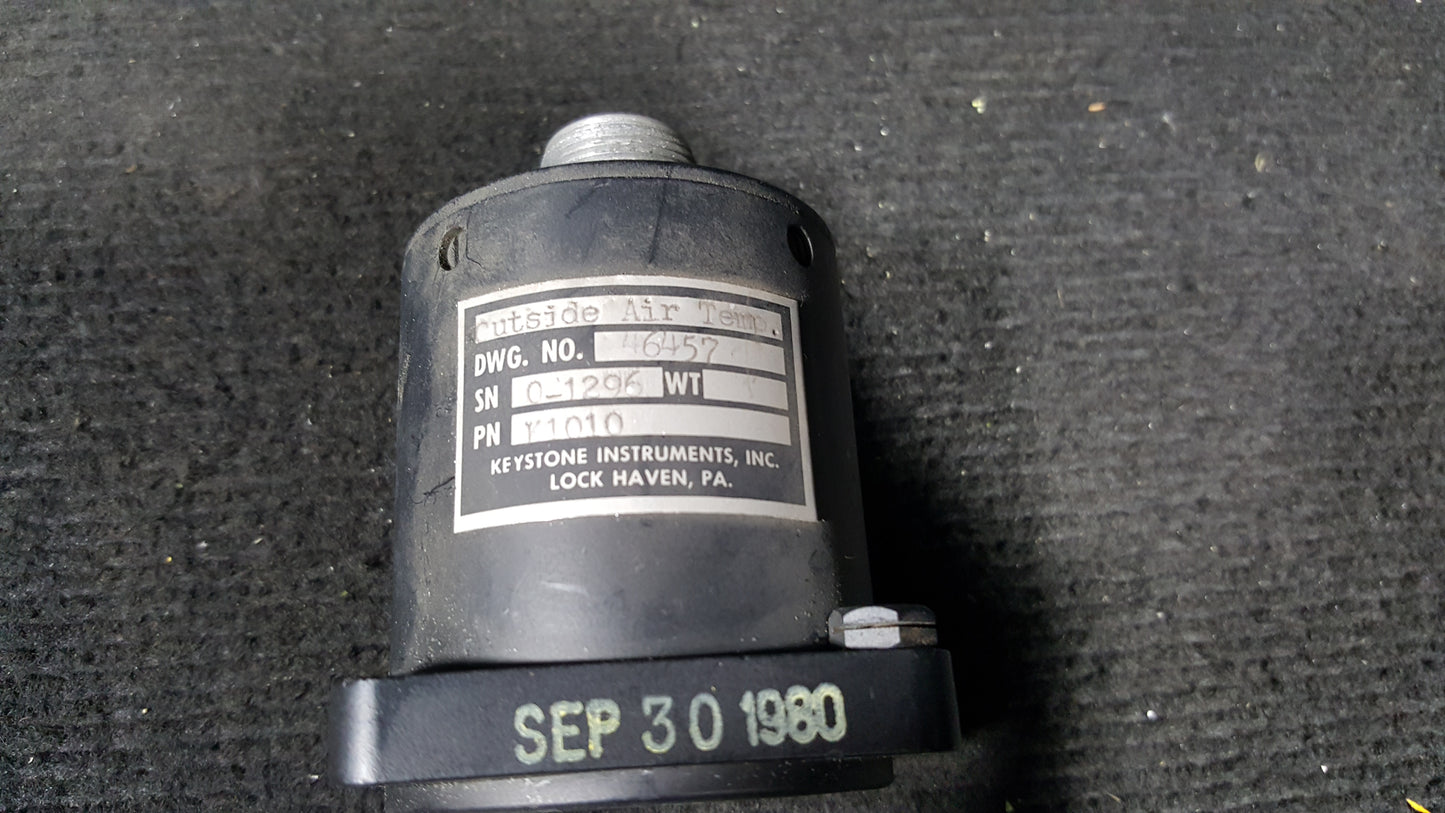 Outside Air Temp.
DWG. NO. 46457
SN 0-1296 WT
PN K1010
KEYSTONE INSTRUMENTS, INC.
LOCK HAVEN, PA.
SEP 30 1980